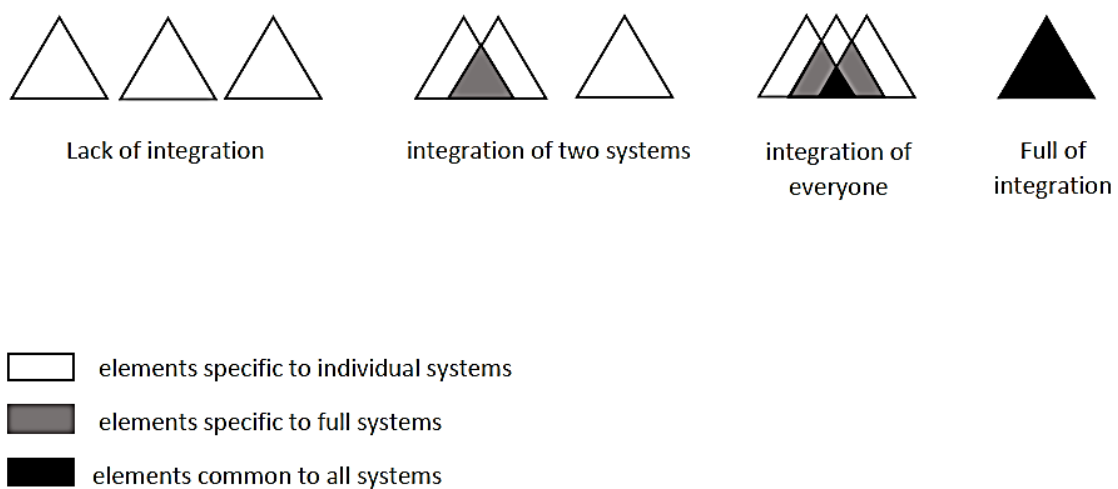 Lack of integration
integration of two systems
integration of
everyone
Full of
integration
elements specific to individual systems
elements specific to full systems
elements common to all systems